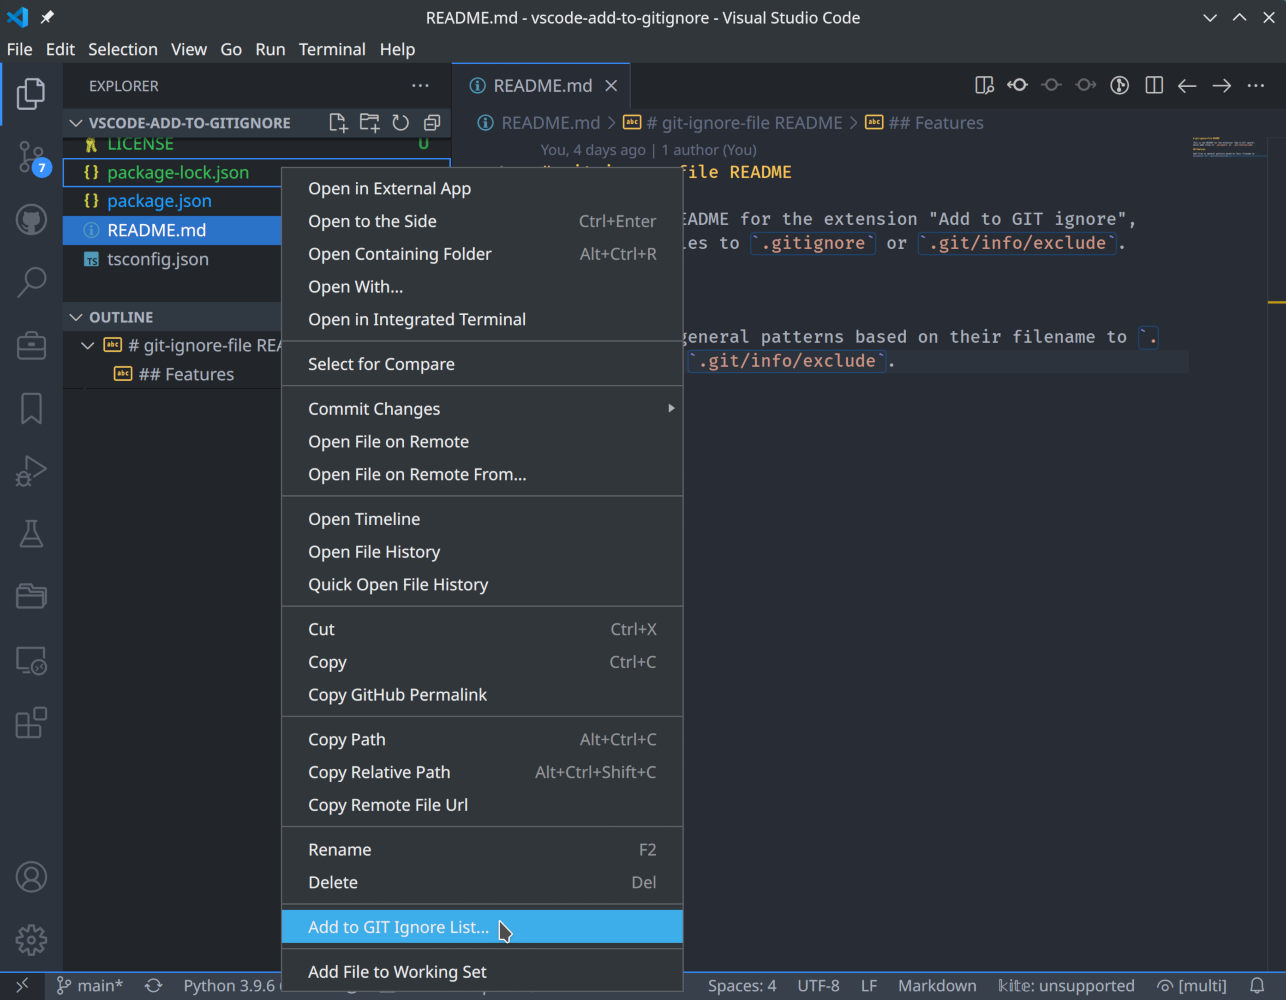 README.md - vscode-add-to-gitignore - Visual Studio Code
File Edit Selection View Go Run Terminal Help
EXPLORER
VSCODE-ADD-TO-GITIGNORE
LICENSE U
{} package-lock.json
{} package.json
README.md
TS tsconfig.json
OUTLINE
abc # git-ignore-file REA
abc ## Features
7
README.md
README.md > abc # git-ignore-file README > abc ## Features
You, 4 days ago | 1 author (You)
file README
EADME for the extension "Add to GIT ignore",
es to `.gitignore` or `.git/info/exclude`.
general patterns based on their filename to `.
`.git/info/exclude`.
Open in External App
Open to the Side Ctrl+Enter
Open Containing Folder Alt+Ctrl+R
Open With...
Open in Integrated Terminal
Select for Compare
Commit Changes
Open File on Remote
Open File on Remote From...
Open Timeline
Open File History
Quick Open File History
Cut Ctrl+X
Copy Ctrl+C
Copy GitHub Permalink
Copy Path Alt+Ctrl+C
Copy Relative Path Alt+Ctrl+Shift+C
Copy Remote File Url
Rename F2
Delete Del
Add to GIT Ignore List...
Add File to Working Set
main* Python 3.9.6 Spaces: 4 UTF-8 LF Markdown kite: unsupported [multi]